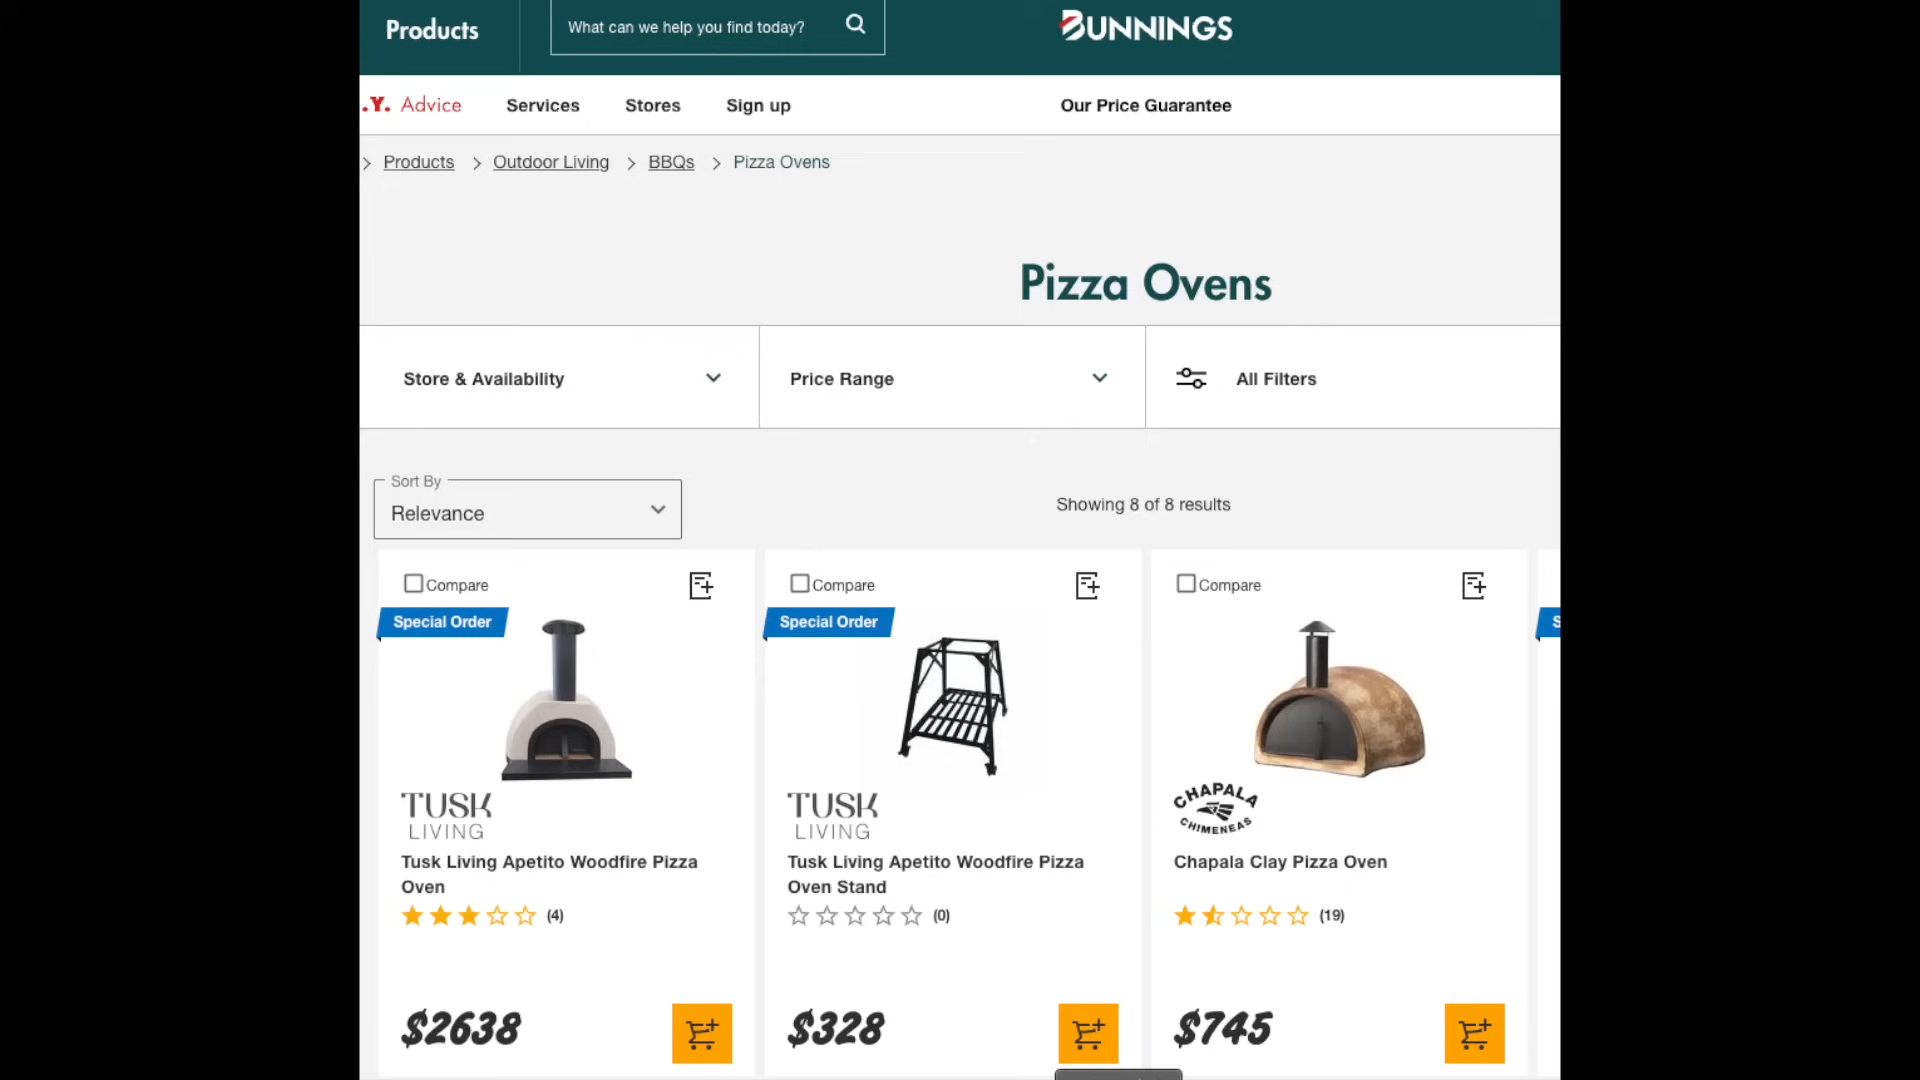 Products
What can we help you find today?
BUNNINGS
.Y. Advice
Services
Stores
Sign up
Our Price Guarantee
Products
Outdoor Living
BBQs
Pizza Ovens
Pizza Ovens
Store & Availability
Price Range
All Filters
Sort By
Relevance
Showing 8 of 8 results
Compare
Special Order
TUSK
LIVING
Tusk Living Apetito Woodfire Pizza
Oven
(4)
$2638
Compare
Special Order
TUSK
LIVING
Tusk Living Apetito Woodfire Pizza
Oven Stand
(0)
$328
Compare
CHAPALA
CHIMENEAS
Chapala Clay Pizza Oven
(19)
$745
S